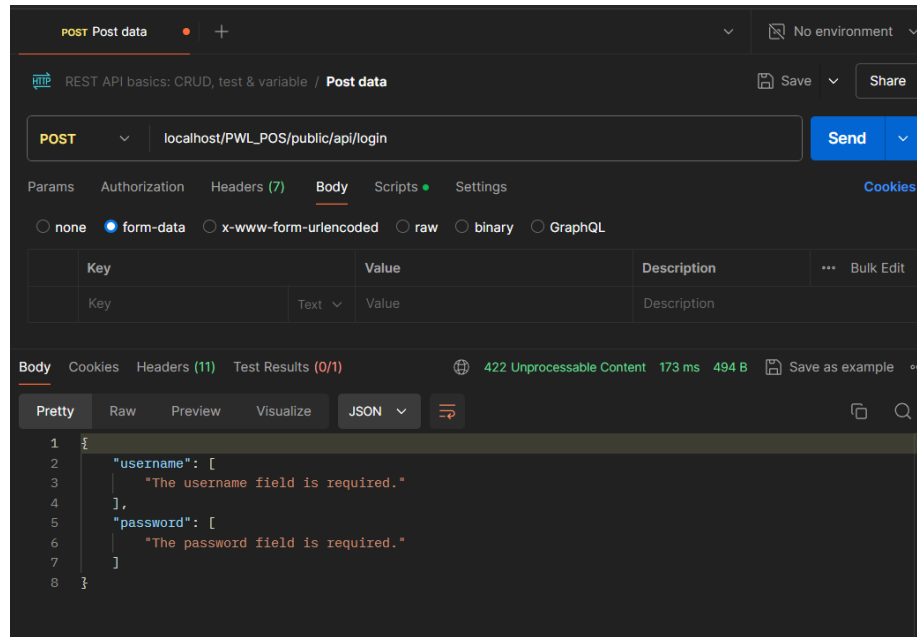 POST Post data No environment
HTTP REST API basics: CRUD, test & variable / Post data Save Share
POST localhost/PWL_POS/public/api/login Send
Params Authorization Headers (7) Body Scripts Settings Cookies
none form-data x-www-form-urlencoded raw binary GraphQL
Key Value Description Bulk Edit
Key Text Value Description
Body Cookies Headers (11) Test Results (0/1) 422 Unprocessable Content 173 ms 494 B Save as example
Pretty Raw Preview Visualize JSON
1 {
2 "username": [
3 "The username field is required."
4 ],
5 "password": [
6 "The password field is required."
7 ]
8 }